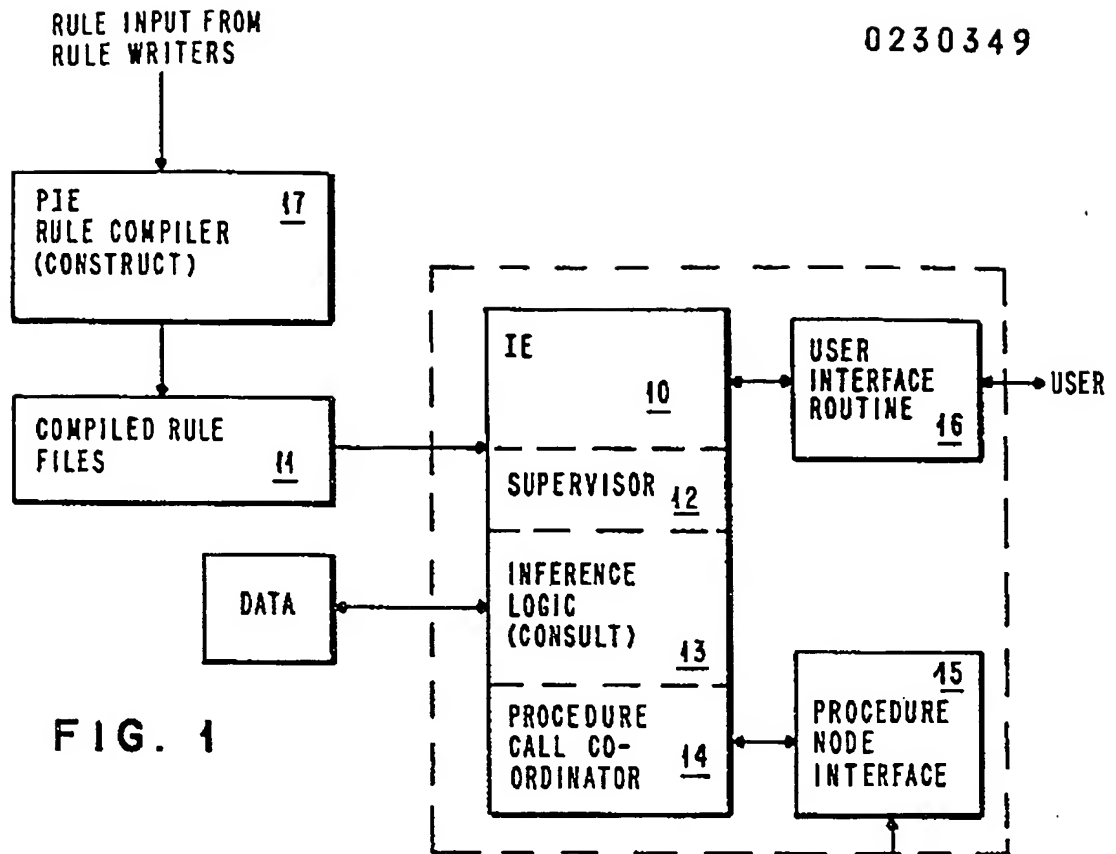 RULE INPUT FROM
RULE WRITERS
0230349
PIE
RULE COMPILER
(CONSTRUCT)
17
COMPILED RULE
FILES
11
DATA
IE
10
SUPERVISOR
12
INFERENCE
LOGIC
(CONSULT)
13
PROCEDURE
CALL CO-
ORDINATOR
14
USER
INTERFACE
ROUTINE
16
USER
15
PROCEDURE
NODE
INTERFACE
FIG. 1